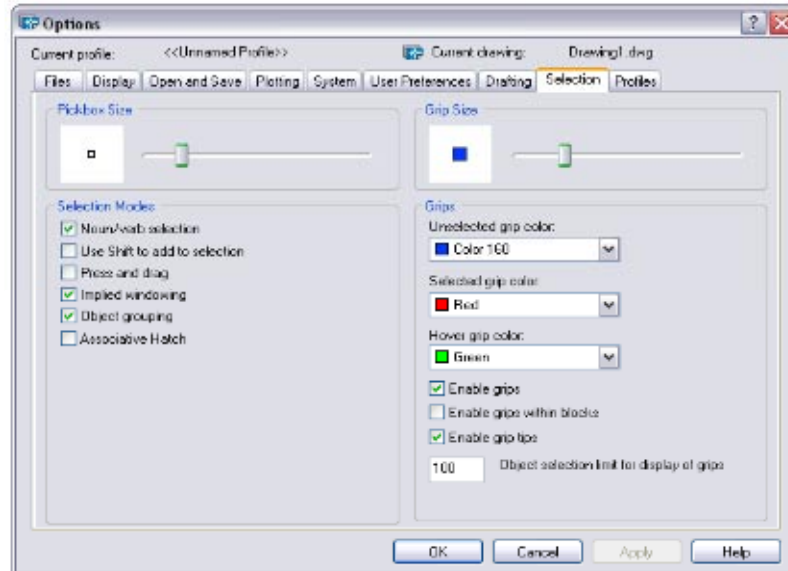 Options
Current profile: <<Unnamed Profile>> Current drawing: Drawing1.dwg
Files Display Open and Save Plotting System User Preferences Drafting Selection Profiles
Pickbox Size
Grip Size
Selection Modes
Noun/verb selection
Use Shift to add to selection
Press and drag
Implied windowing
Object grouping
Associative Hatch
Grips
Unselected grip color:
Color 160
Selected grip color:
Red
Hover grip color:
Green
Enable grips
Enable grips within blocks
Enable grip tips
100 Object selection limit for display of grips
OK Cancel Apply Help